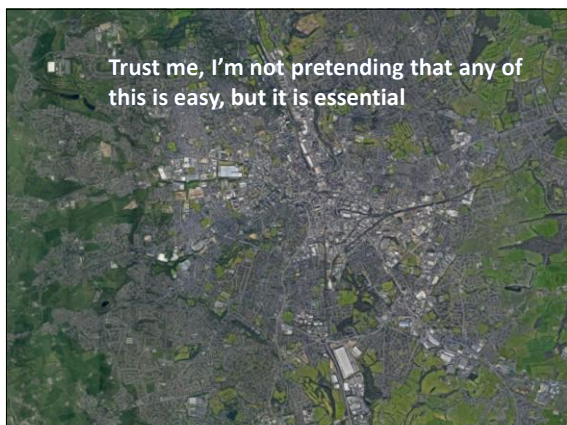 Trust me, I’m not pretending that any of
this is easy, but it is essential